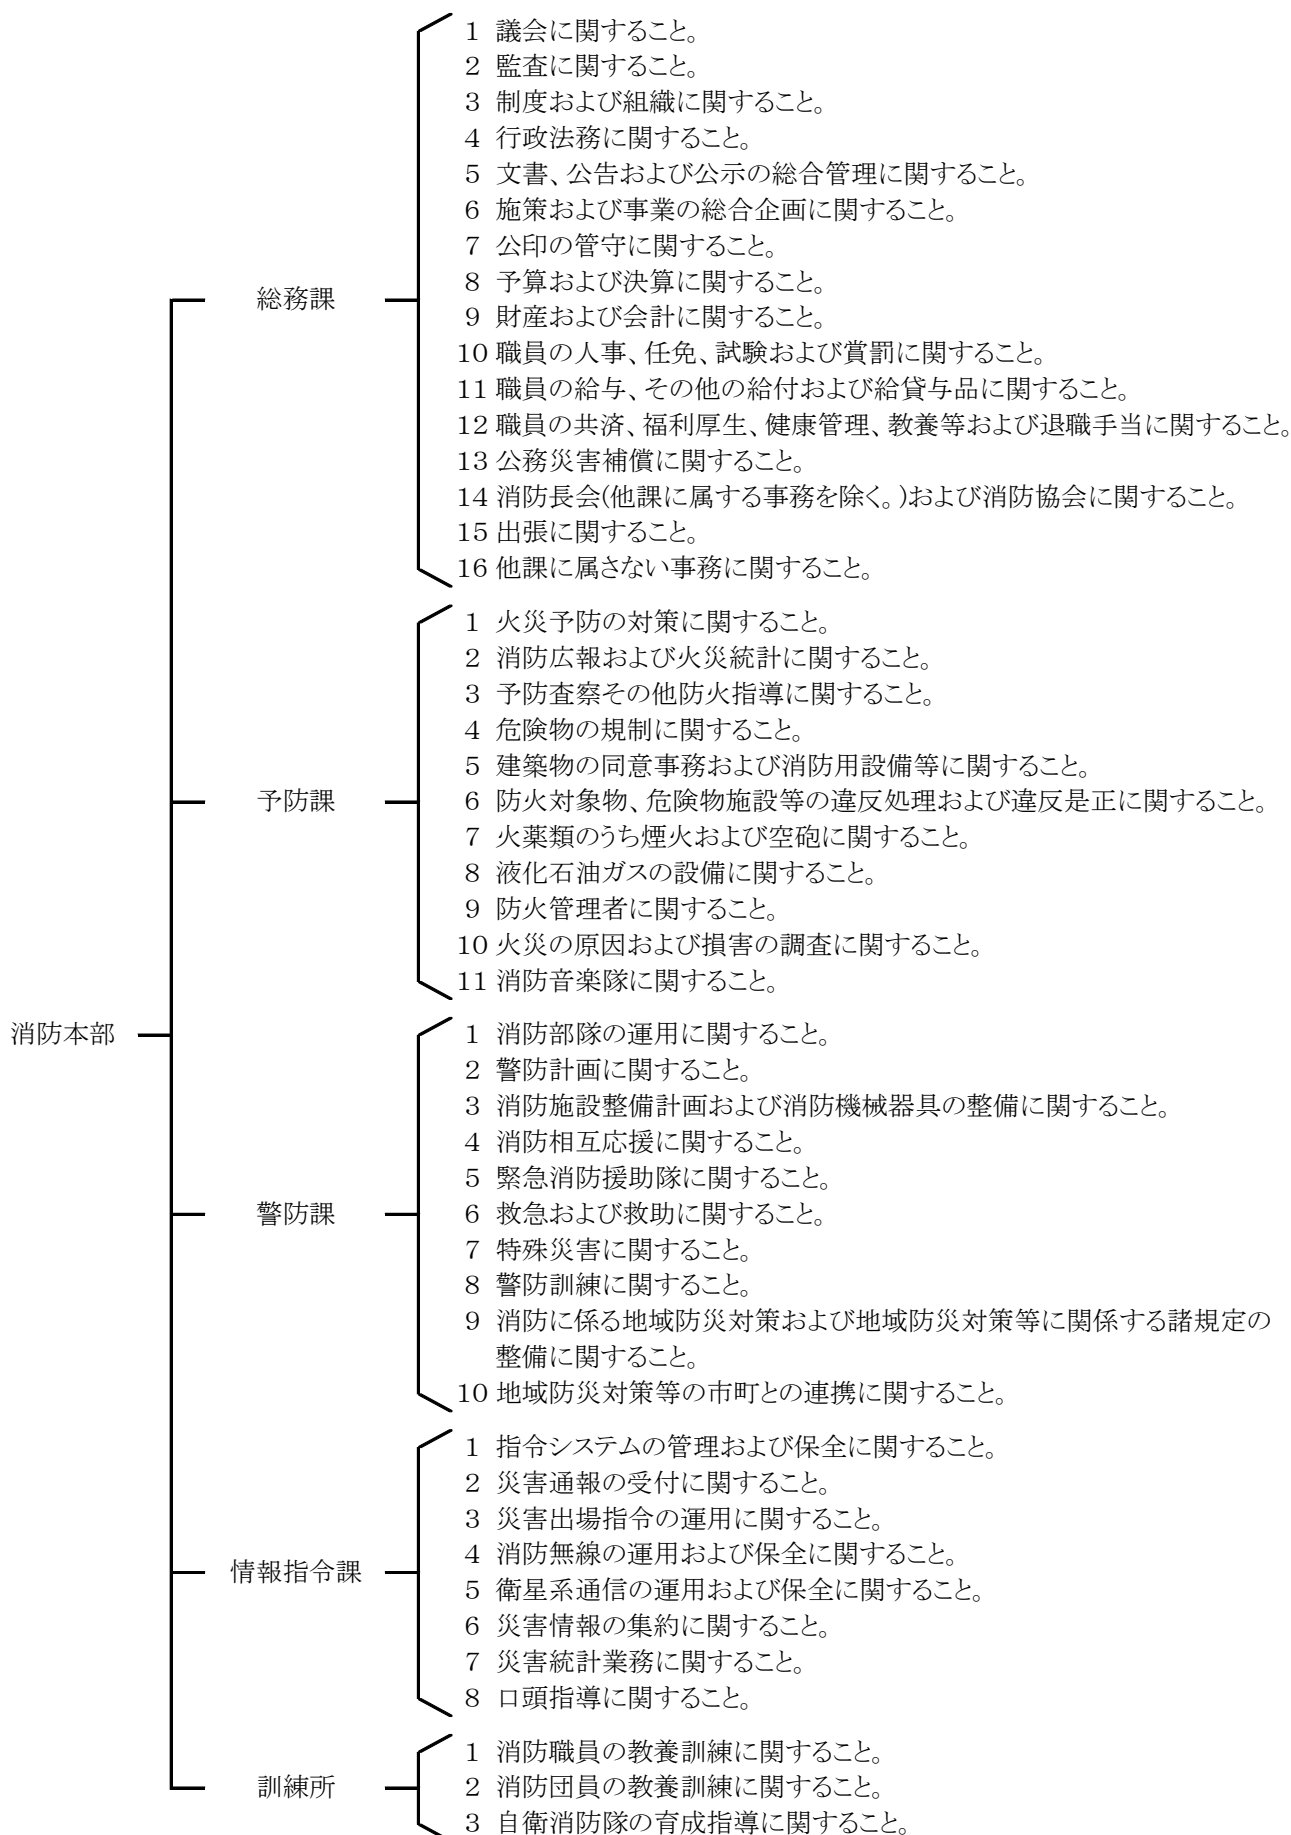 消防本部
総務課
1 議会に関すること。
2 監査に関すること。
3 制度および組織に関すること。
4 行政法務に関すること。
5 文書、公告および公示の総合管理に関すること。
6 施策および事業の総合企画に関すること。
7 公印の管守に関すること。
8 予算および決算に関すること。
9 財産および会計に関すること。
10 職員の人事、任免、試験および賞罰に関すること。
11 職員の給与、その他の給付および給貸与品に関すること。
12 職員の共済、福利厚生、健康管理、教養等および退職手当に関すること。
13 公務災害補償に関すること。
14 消防長会(他課に属する事務を除く。)および消防協会に関すること。
15 出張に関すること。
16 他課に属さない事務に関すること。
予防課
1 火災予防の対策に関すること。
2 消防広報および火災統計に関すること。
3 予防査察その他防火指導に関すること。
4 危険物の規制に関すること。
5 建築物の同意事務および消防用設備等に関すること。
6 防火対象物、危険物施設等の違反処理および違反是正に関すること。
7 火薬類のうち煙火および空砲に関すること。
8 液化石油ガスの設備に関すること。
9 防火管理者に関すること。
10 火災の原因および損害の調査に関すること。
11 消防音楽隊に関すること。
警防課
1 消防部隊の運用に関すること。
2 警防計画に関すること。
3 消防施設整備計画および消防機械器具の整備に関すること。
4 消防相互応援に関すること。
5 緊急消防援助隊に関すること。
6 救急および救助に関すること。
7 特殊災害に関すること。
8 警防訓練に関すること。
9 消防に係る地域防災対策および地域防災対策等に関係する諸規定の
整備に関すること。
10 地域防災対策等の市町との連携に関すること。
情報指令課
1 指令システムの管理および保全に関すること。
2 災害通報の受付に関すること。
3 災害出場指令の運用に関すること。
4 消防無線の運用および保全に関すること。
5 衛星系通信の運用および保全に関すること。
6 災害情報の集約に関すること。
7 災害統計業務に関すること。
8 口頭指導に関すること。
訓練所
1 消防職員の教養訓練に関すること。
2 消防団員の教養訓練に関すること。
3 自衛消防隊の育成指導に関すること。